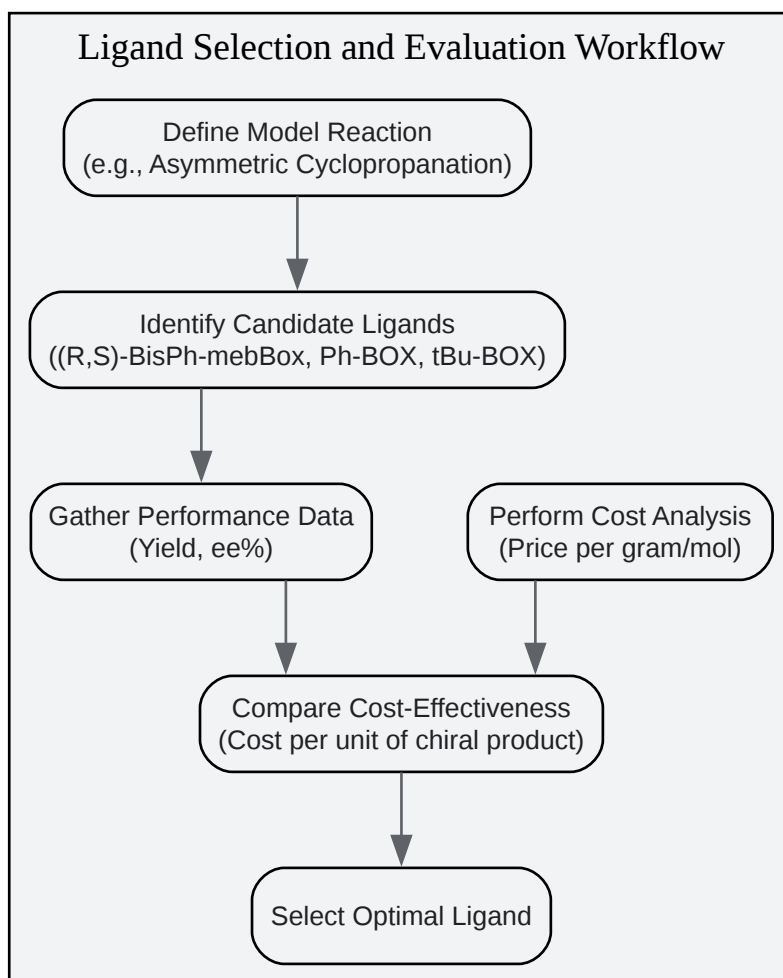 Ligand Selection and Evaluation Workflow
Define Model Reaction
(e.g., Asymmetric Cyclopropanation)
Identify Candidate Ligands
((R,S)-BisPh-mebBox, Ph-BOX, tBu-BOX)
Gather Performance Data
(Yield, ee%)
Perform Cost Analysis
(Price per gram/mol)
Compare Cost-Effectiveness
(Cost per unit of chiral product)
Select Optimal Ligand